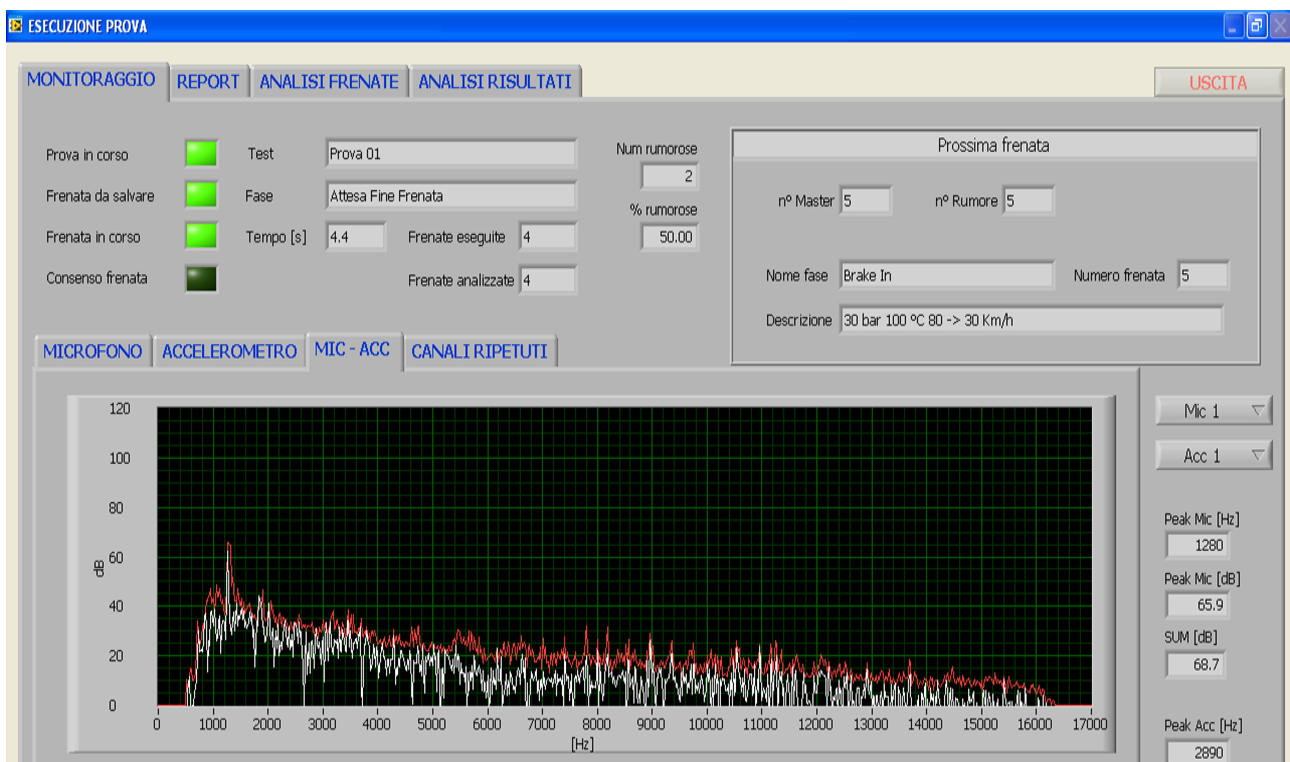 ESECUZIONE PROVA
MONITORAGGIO REPORT ANALISI FRENATE ANALISI RISULTATI USCITA
Prova in corso Test Prova 01 Num rumorose 2
Frenata da salvare Fase Attesa Fine Frenata % rumorose 50.00
Frenata in corso Tempo [s] 4.4 Frenate eseguite 4
Consenso frenata Frenate analizzate 4
Prossima frenata
nº Master 5 nº Rumore 5
Nome fase Brake In Numero frenata 5
Descrizione 30 bar 100 ºC 80 -> 30 Km/h
MICROFONO ACCELEROMETRO MIC - ACC CANALI RIPETUTI
120
100
80
60
40
20
0
dB
0 1000 2000 3000 4000 5000 6000 7000 8000 9000 10000 11000 12000 13000 14000 15000 16000 17000
[Hz]
Mic 1
Acc 1
Peak Mic [Hz]
1280
Peak Mic [dB]
65.9
SUM [dB]
68.7
Peak Acc [Hz]
2890